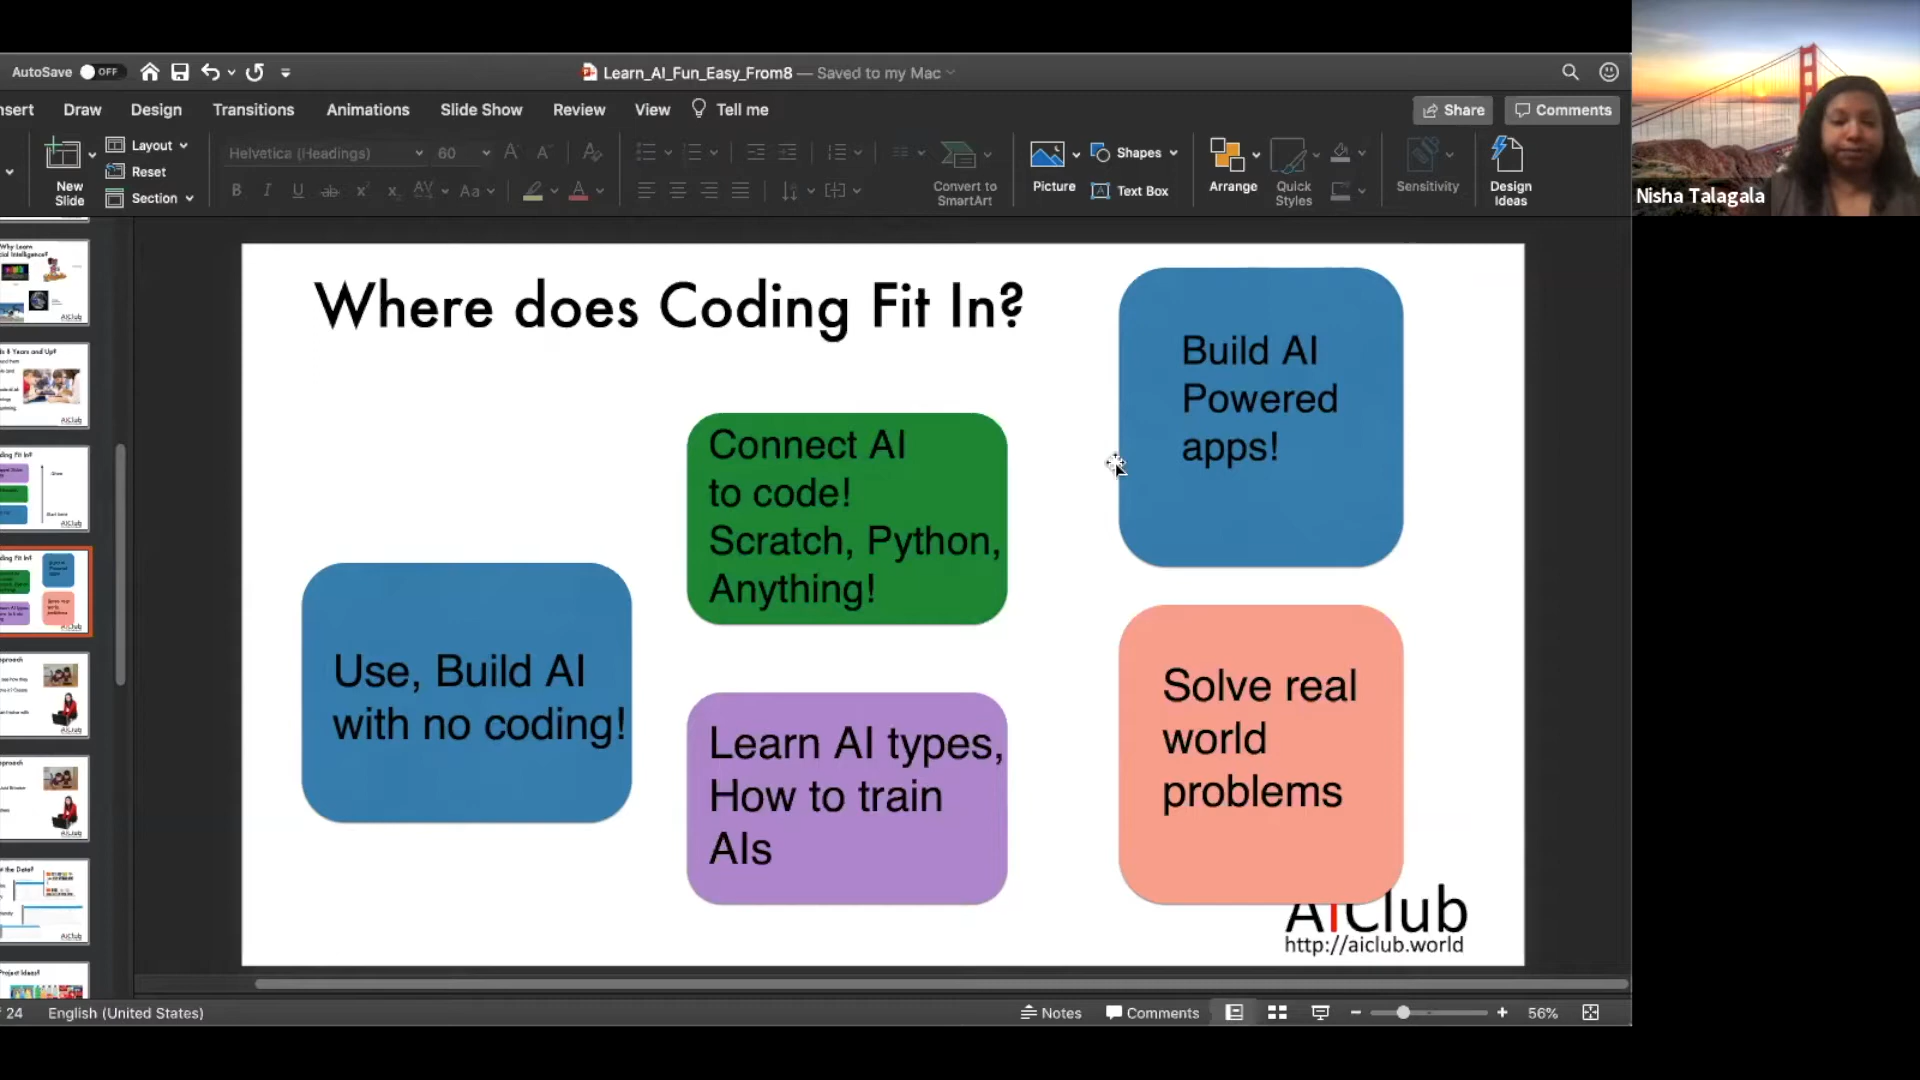 AutoSave OFF
Learn_AI_Fun_Easy_From8 — Saved to my Mac
nsert Draw Design Transitions Animations Slide Show Review View Tell me
Share Comments
New Slide
Layout
Reset
Section
Helvetica (Headings) 60
Convert to SmartArt
Picture
Shapes
Text Box
Arrange
Quick Styles
Sensitivity
Design Ideas
Nisha Talagala
Where does Coding Fit In?
Build AI
Powered
apps!
Connect AI
to code!
Scratch, Python,
Anything!
Use, Build AI
with no coding!
Learn AI types,
How to train
AIs
Solve real
world
problems
AiClub
http://aiclub.world
24 English (United States)
Notes Comments 56%